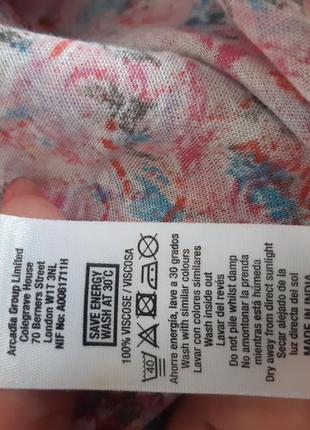 Arcadia Group Limited
Colegrave House
70 Berners Street
London W1T 3NL
NIF No: A0061711H
SAVE ENERGY
WASH AT 30°C
100% VISCOSE / VISCOSA
40
Ahorre energía, lave a 30 grados
Wash with similar colours
Lavar con colores similares
Wash inside out
Lavar del revés
Do not pile whilst damp
No amontonar la prenda
mientras está húmeda
Dry away from direct sunlight
Secar alejado de la
luz directa del sol
MADE IN